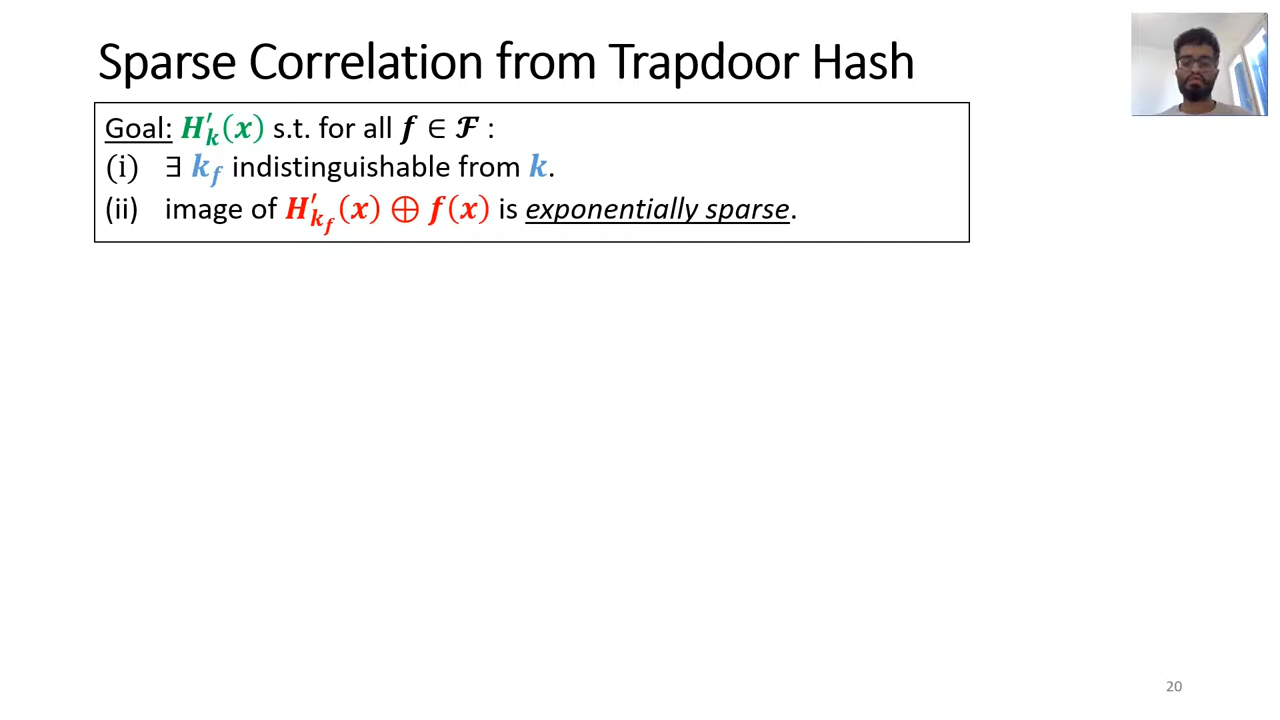 Sparse Correlation from Trapdoor Hash
Goal: H′ₖ(x) s.t. for all f ∈ ℱ :
(i) ∃ k_f indistinguishable from k.
(ii) image of H′_{k_f}(x) ⊕ f(x) is exponentially sparse.
20